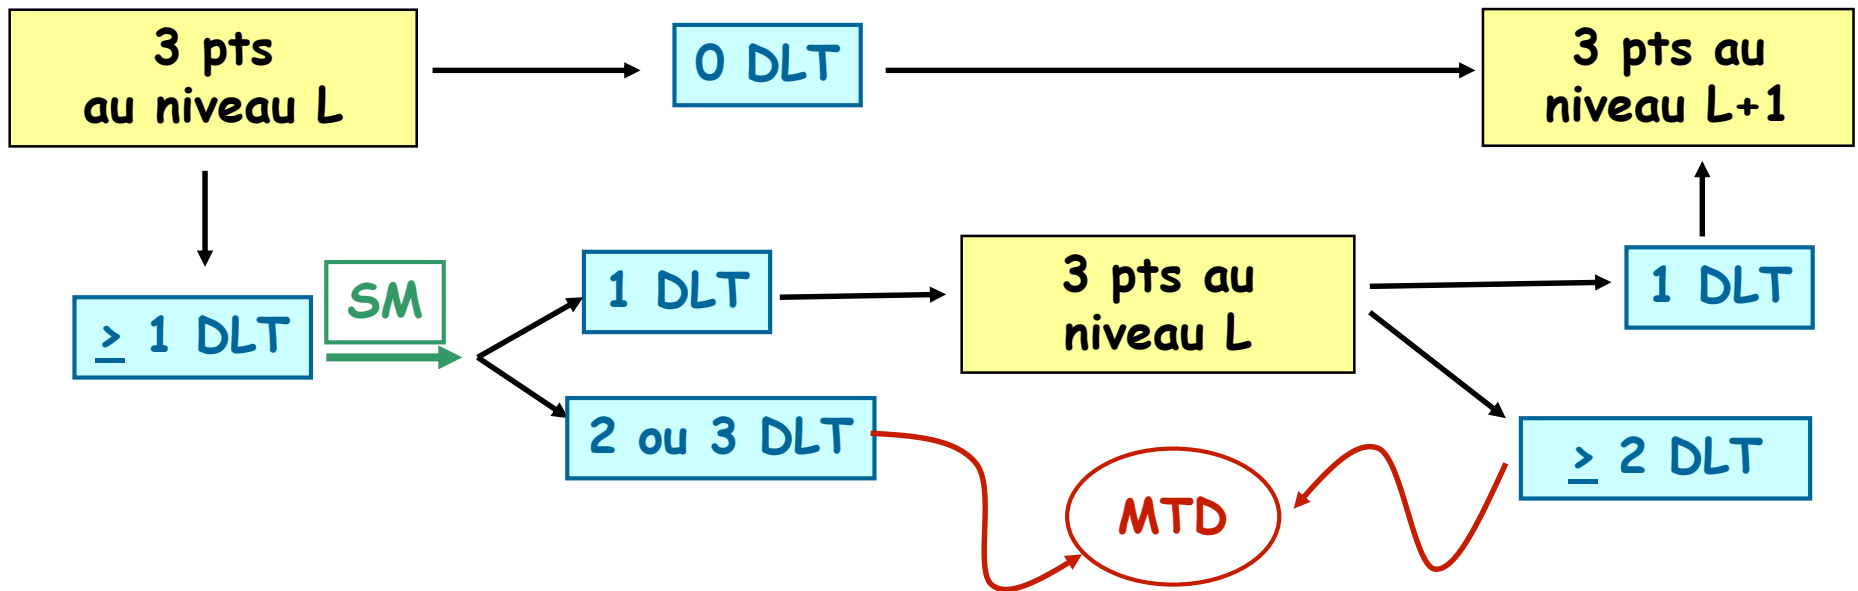 3 pts
au niveau L
0 DLT
3 pts au
niveau L+1
≥ 1 DLT
SM
1 DLT
3 pts au
niveau L
1 DLT
2 ou 3 DLT
≥ 2 DLT
MTD